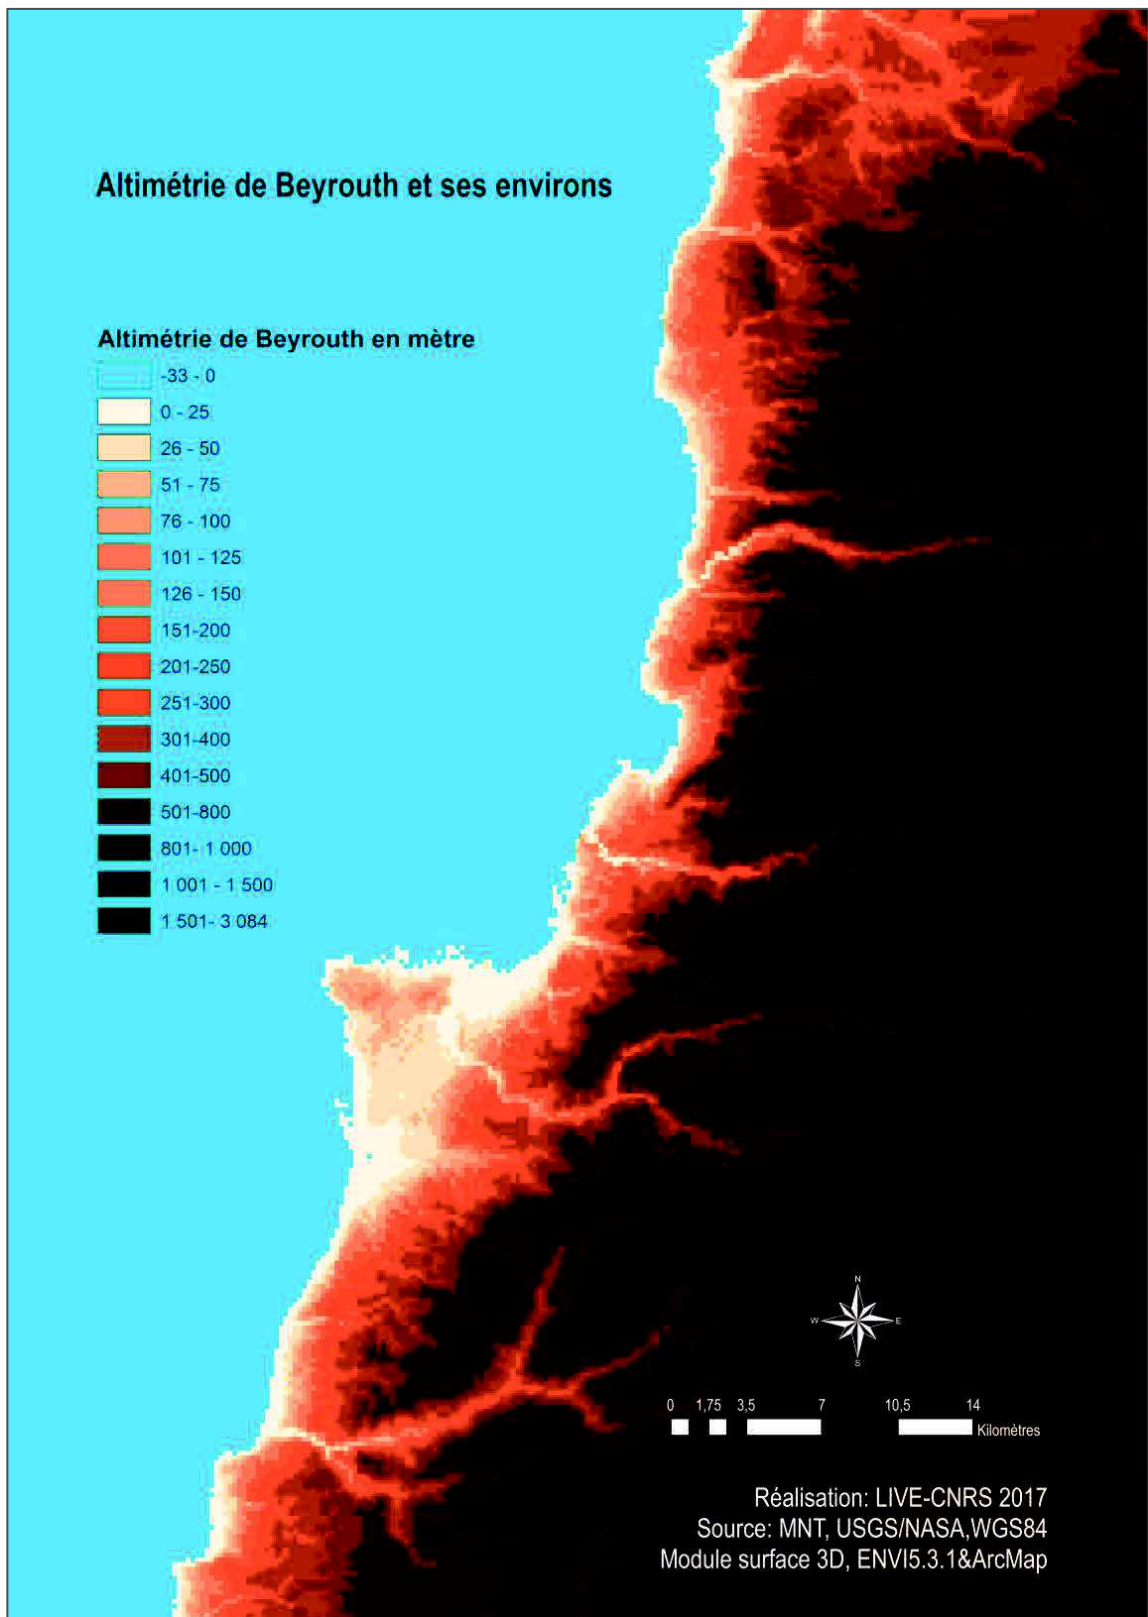 Altimétrie de Beyrouth et ses environs
Altimétrie de Beyrouth en mètre
-33 - 0
0 - 25
26 - 50
51 - 75
76 - 100
101 - 125
126 - 150
151-200
201-250
251-300
301-400
401-500
501-800
801- 1 000
1 001 - 1 500
1 501- 3 084
N
W E
S
0 1,75 3,5 7 10,5 14
Kilomètres
Réalisation: LIVE-CNRS 2017
Source: MNT, USGS/NASA,WGS84
Module surface 3D, ENVI5.3.1&ArcMap